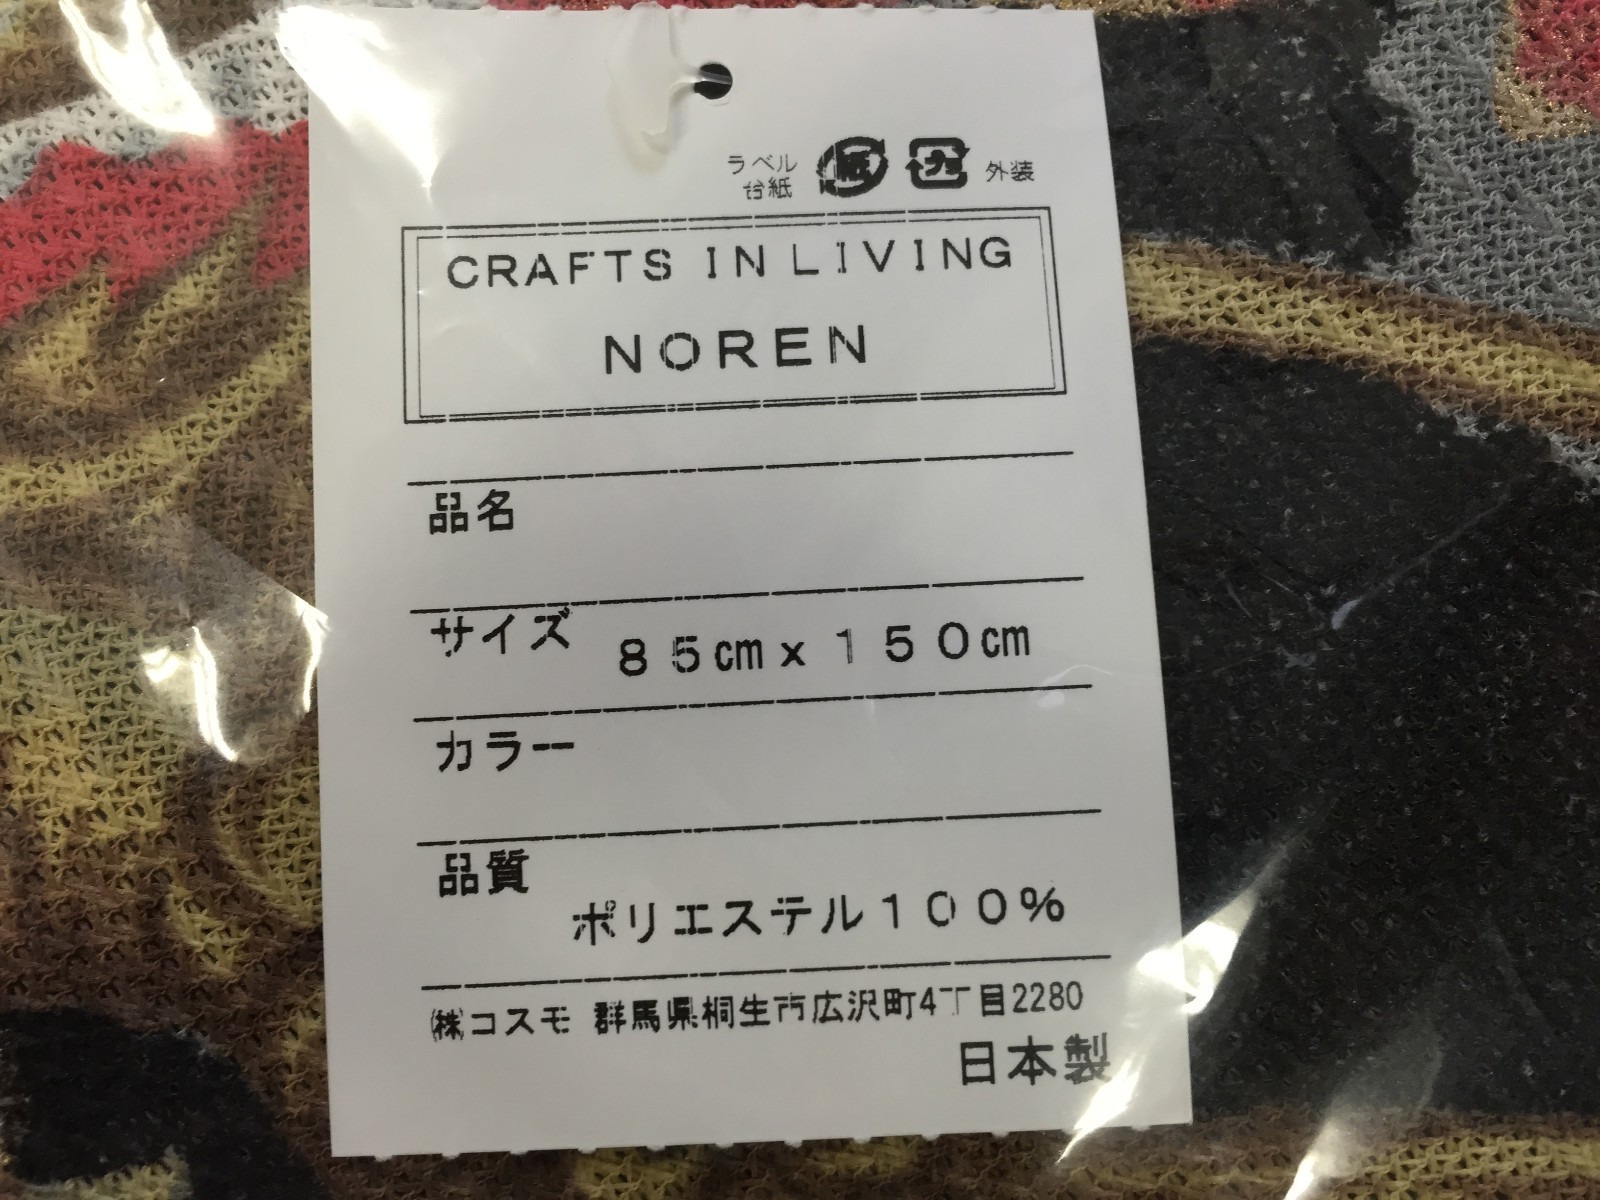 ラベル 紙 プラ 外装
台紙
CRAFTS IN LIVING
NOREN
品名
サイズ 85cm x 150cm
カラー
品質
ポリエステル100%
㈱コスモ 群馬県桐生市広沢町4丁目2280
日本製